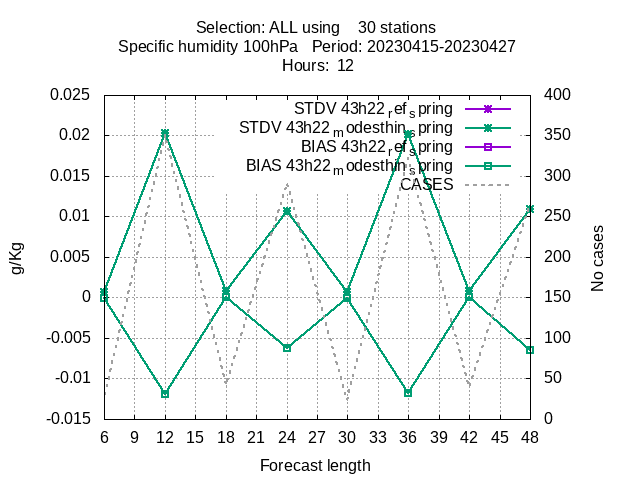 Selection: ALL using    30 stations
Specific humidity 100hPa   Period: 20230415-20230427
Hours:  12
STDV 43h22_ref_spring
STDV 43h22_modesthin_spring
BIAS 43h22_ref_spring
BIAS 43h22_modesthin_spring
CASES
0.025
0.02
0.015
0.01
0.005
0
-0.005
-0.01
-0.015
g/Kg
400
350
300
250
200
150
100
50
0
No cases
6 9 12 15 18 21 24 27 30 33 36 39 42 45 48
Forecast length